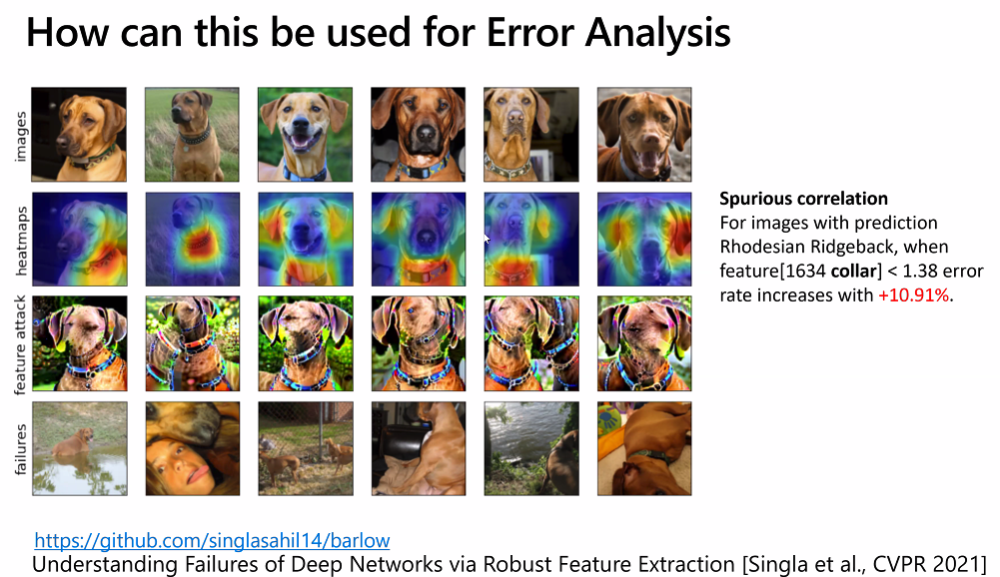 How can this be used for Error Analysis
images
heatmaps
feature attack
failures
Spurious correlation
For images with prediction
Rhodesian Ridgeback, when
feature[1634 collar] < 1.38 error
rate increases with +10.91%.
https://github.com/singlasahil14/barlow
Understanding Failures of Deep Networks via Robust Feature Extraction [Singla et al., CVPR 2021]